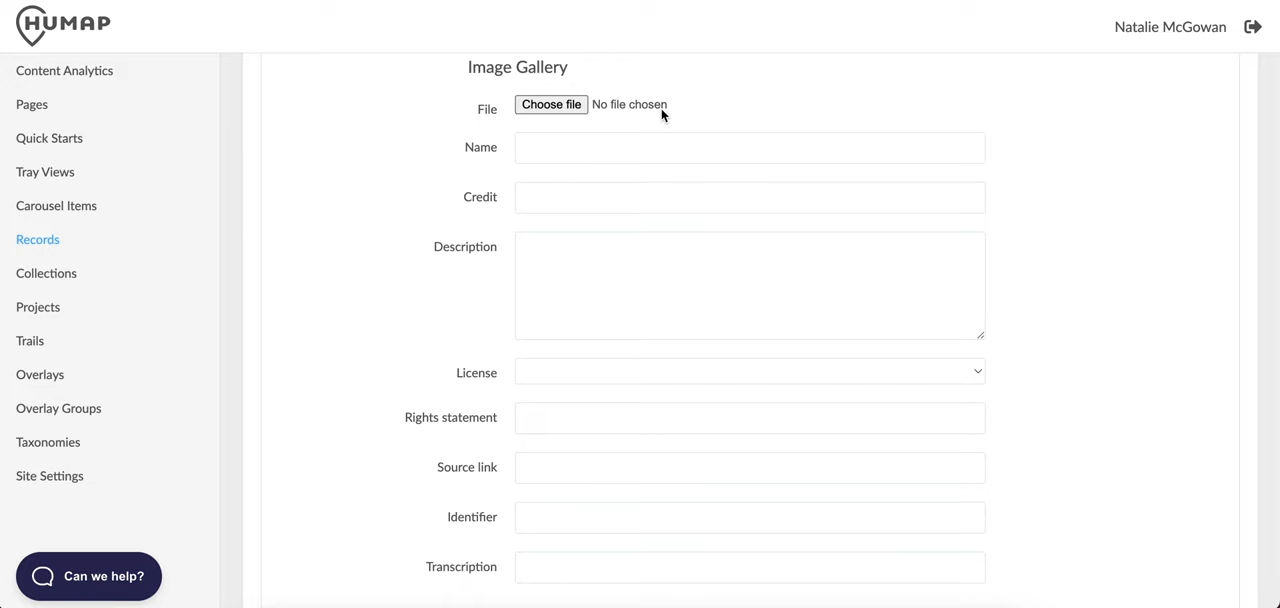 HUMAP
Natalie McGowan
Content Analytics
Pages
Quick Starts
Tray Views
Carousel Items
Records
Collections
Projects
Trails
Overlays
Overlay Groups
Taxonomies
Site Settings
Can we help?
Image Gallery
File Choose file No file chosen
Name
Credit
Description
License
Rights statement
Source link
Identifier
Transcription